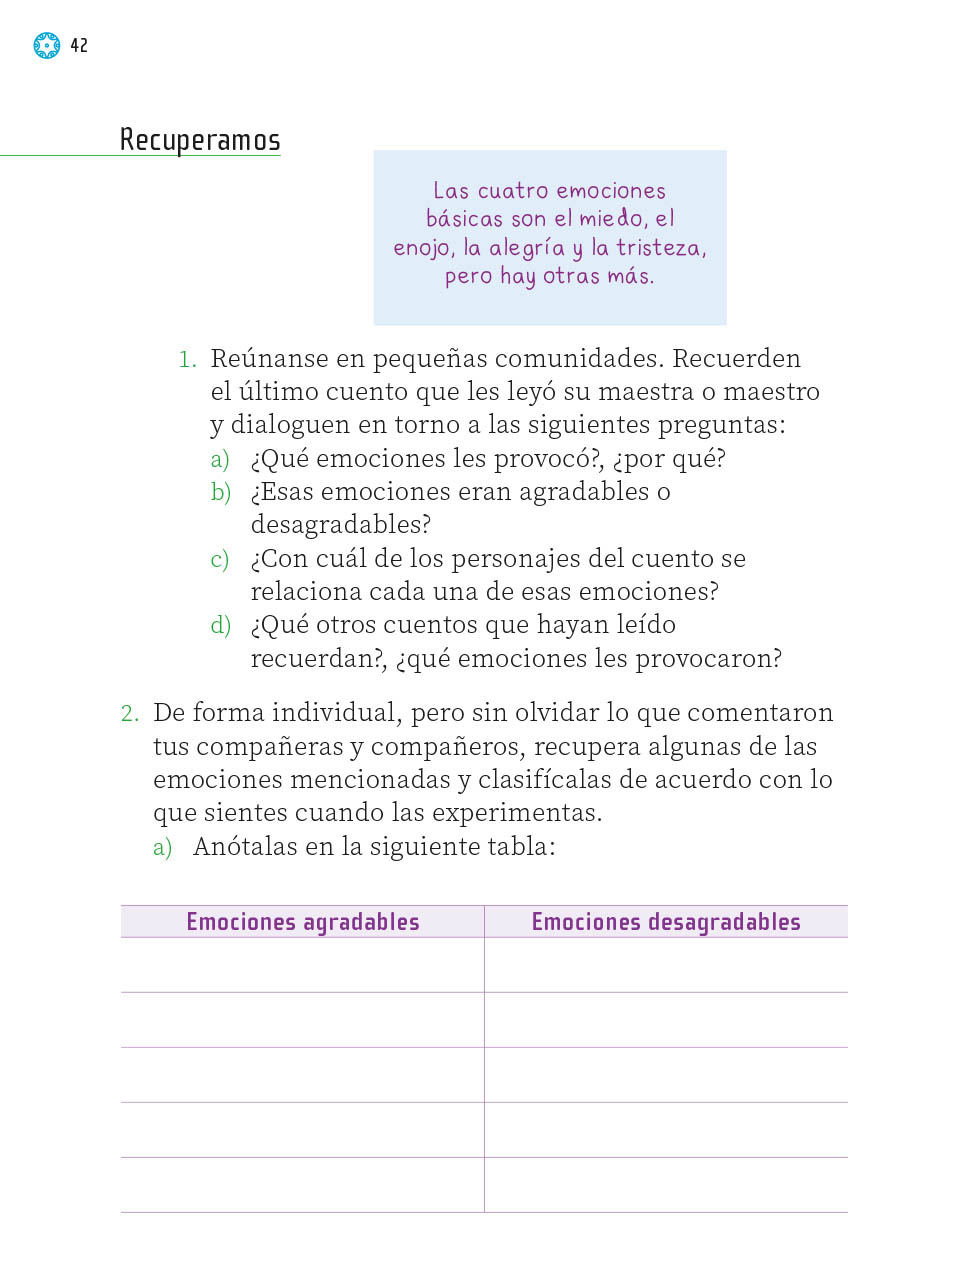 42
Recuperamos
Las cuatro emociones
básicas son el miedo, el
enojo, la alegría y la tristeza,
pero hay otras más.
1. Reúnanse en pequeñas comunidades. Recuerden
el último cuento que les leyó su maestra o maestro
y dialoguen en torno a las siguientes preguntas:
a) ¿Qué emociones les provocó?, ¿por qué?
b) ¿Esas emociones eran agradables o
desagradables?
c) ¿Con cuál de los personajes del cuento se
relaciona cada una de esas emociones?
d) ¿Qué otros cuentos que hayan leído
recuerdan?, ¿qué emociones les provocaron?
2. De forma individual, pero sin olvidar lo que comentaron
tus compañeras y compañeros, recupera algunas de las
emociones mencionadas y clasifícalas de acuerdo con lo
que sientes cuando las experimentas.
a) Anótalas en la siguiente tabla:
Emociones agradables Emociones desagradables